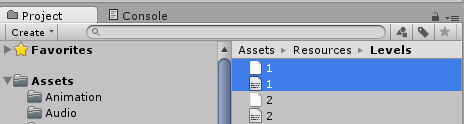 Project
Console
Create
Favorites
Assets
Animation
Audio
Assets Resources Levels
1
1
2
2